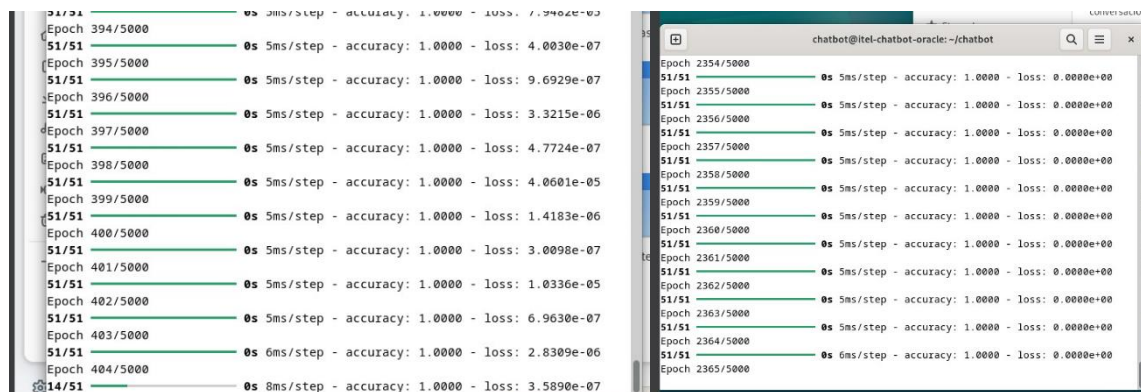 51/51 0s 5ms/step - accuracy: 1.0000 - loss: 7.9482e-05
Epoch 394/5000
51/51 0s 5ms/step - accuracy: 1.0000 - loss: 4.0030e-07
Epoch 395/5000
51/51 0s 5ms/step - accuracy: 1.0000 - loss: 9.6929e-07
Epoch 396/5000
51/51 0s 5ms/step - accuracy: 1.0000 - loss: 3.3215e-06
Epoch 397/5000
51/51 0s 5ms/step - accuracy: 1.0000 - loss: 4.7724e-07
Epoch 398/5000
51/51 0s 5ms/step - accuracy: 1.0000 - loss: 4.0601e-05
Epoch 399/5000
51/51 0s 5ms/step - accuracy: 1.0000 - loss: 1.4183e-06
Epoch 400/5000
51/51 0s 5ms/step - accuracy: 1.0000 - loss: 3.0098e-07
Epoch 401/5000
51/51 0s 5ms/step - accuracy: 1.0000 - loss: 1.0336e-05
Epoch 402/5000
51/51 0s 5ms/step - accuracy: 1.0000 - loss: 6.9630e-07
Epoch 403/5000
51/51 0s 6ms/step - accuracy: 1.0000 - loss: 2.8309e-06
Epoch 404/5000
14/51 0s 8ms/step - accuracy: 1.0000 - loss: 3.5890e-07
chatbot@itel-chatbot-oracle: ~/chatbot
Epoch 2354/5000
51/51 0s 5ms/step - accuracy: 1.0000 - loss: 0.0000e+00
Epoch 2355/5000
51/51 0s 5ms/step - accuracy: 1.0000 - loss: 0.0000e+00
Epoch 2356/5000
51/51 0s 5ms/step - accuracy: 1.0000 - loss: 0.0000e+00
Epoch 2357/5000
51/51 0s 5ms/step - accuracy: 1.0000 - loss: 0.0000e+00
Epoch 2358/5000
51/51 0s 5ms/step - accuracy: 1.0000 - loss: 0.0000e+00
Epoch 2359/5000
51/51 0s 5ms/step - accuracy: 1.0000 - loss: 0.0000e+00
Epoch 2360/5000
51/51 0s 5ms/step - accuracy: 1.0000 - loss: 0.0000e+00
Epoch 2361/5000
51/51 0s 5ms/step - accuracy: 1.0000 - loss: 0.0000e+00
Epoch 2362/5000
51/51 0s 5ms/step - accuracy: 1.0000 - loss: 0.0000e+00
Epoch 2363/5000
51/51 0s 5ms/step - accuracy: 1.0000 - loss: 0.0000e+00
Epoch 2364/5000
51/51 0s 6ms/step - accuracy: 1.0000 - loss: 0.0000e+00
Epoch 2365/5000